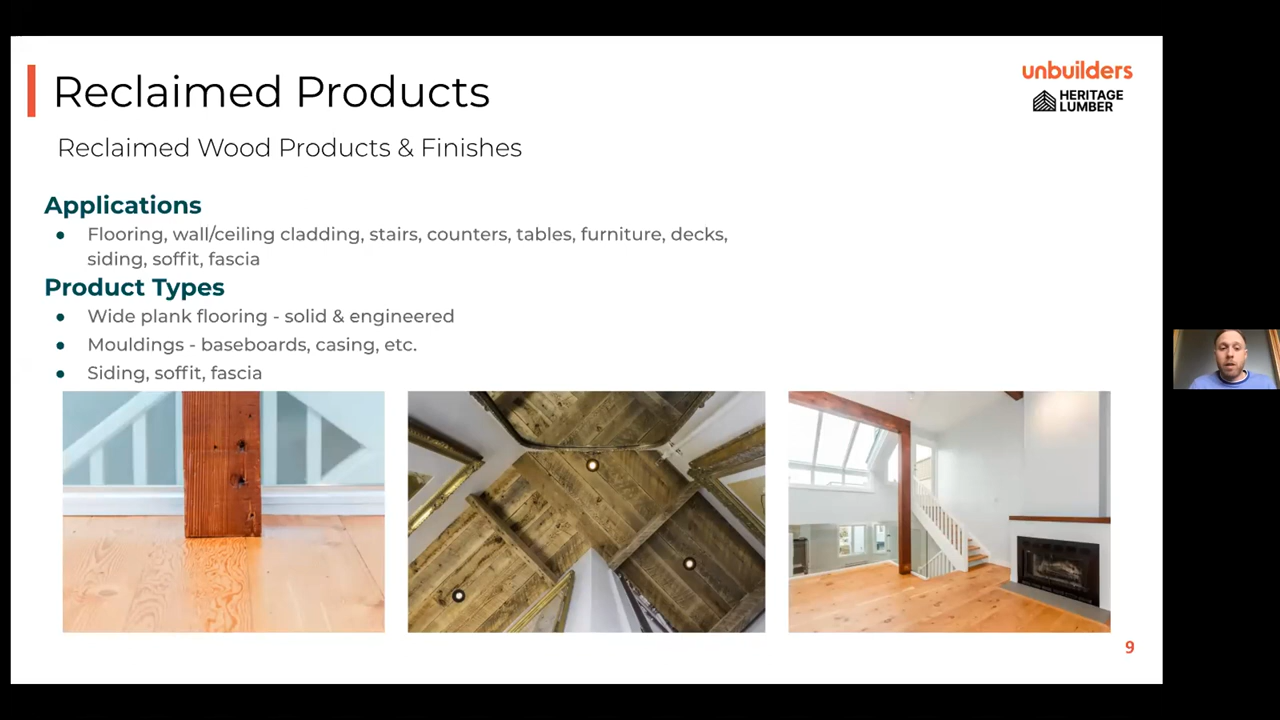 Reclaimed Products
unbuilders
HERITAGE
LUMBER
Reclaimed Wood Products & Finishes
Applications
● Flooring, wall/ceiling cladding, stairs, counters, tables, furniture, decks,
siding, soffit, fascia
Product Types
● Wide plank flooring - solid & engineered
● Mouldings - baseboards, casing, etc.
● Siding, soffit, fascia
9